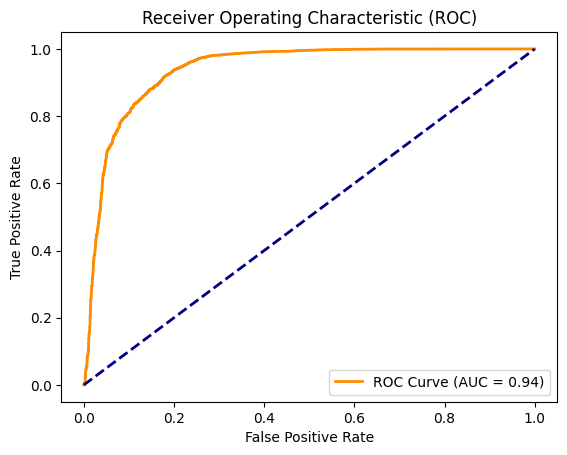 Receiver Operating Characteristic (ROC)
True Positive Rate
1.0
0.8
0.6
0.4
0.2
0.0
ROC Curve (AUC = 0.94)
0.0 0.2 0.4 0.6 0.8 1.0
False Positive Rate